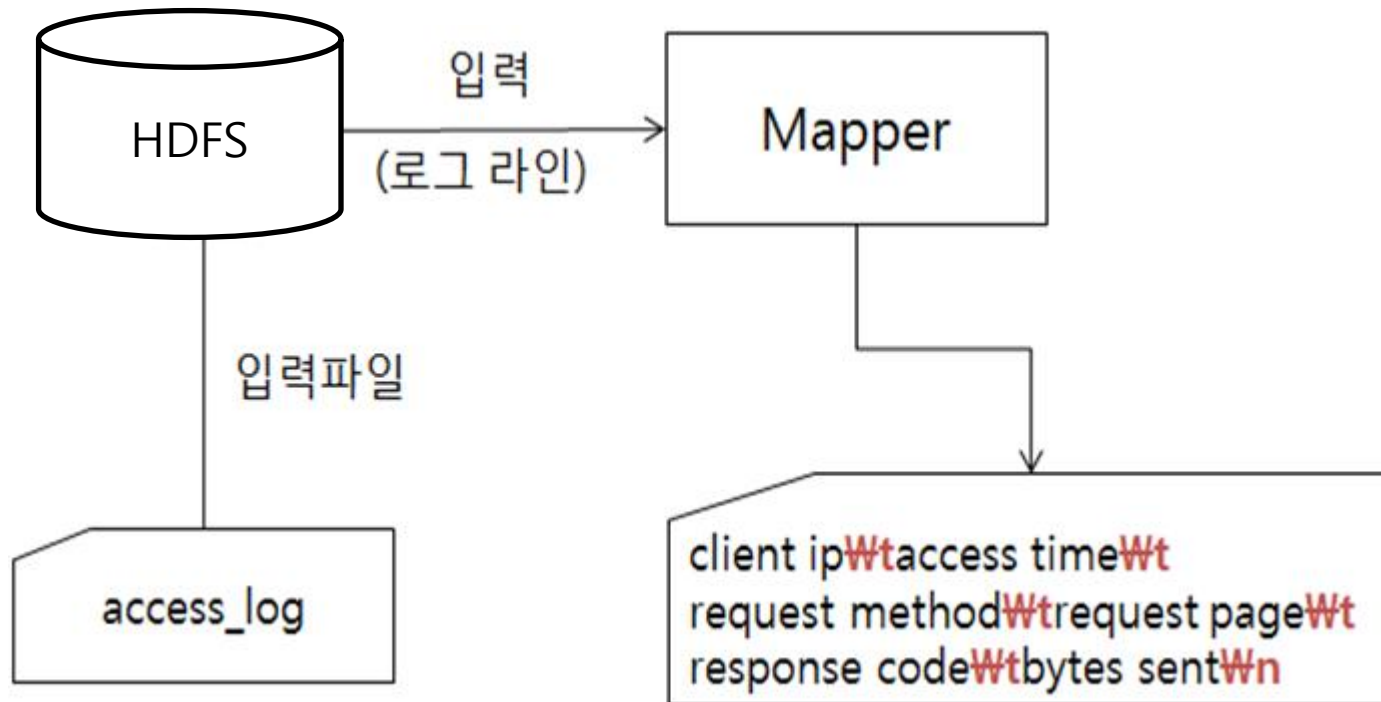 HDFS
입력
(로그 라인)
Mapper
입력파일
access_log
client ip₩taccess time₩t
request method₩trequest page₩t
response code₩tbytes sent₩n